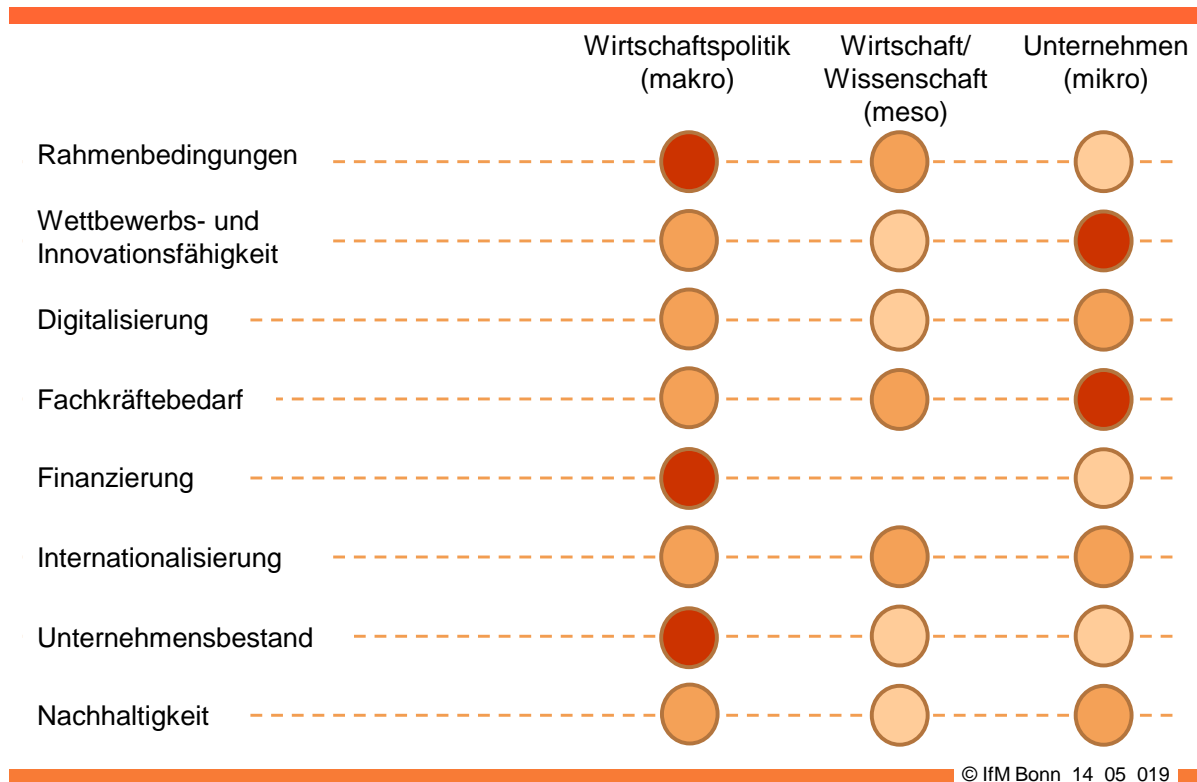 Wirtschaftspolitik
(makro)
Wirtschaft/
Wissenschaft
(meso)
Unternehmen
(mikro)
Rahmenbedingungen
Wettbewerbs- und
Innovationsfähigkeit
Digitalisierung
Fachkräftebedarf
Finanzierung
Internationalisierung
Unternehmensbestand
Nachhaltigkeit
© IfM Bonn 14 05 019